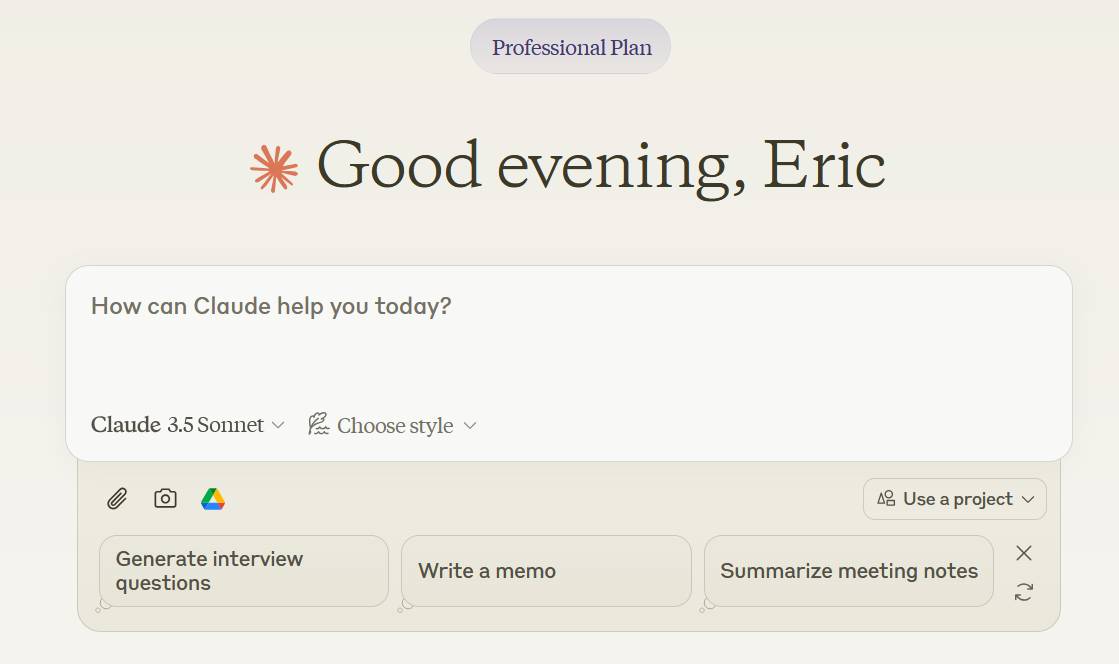 Professional Plan
Good evening, Eric
How can Claude help you today?
Claude 3.5 Sonnet
Choose style
Use a project
Generate interview
questions
Write a memo
Summarize meeting notes